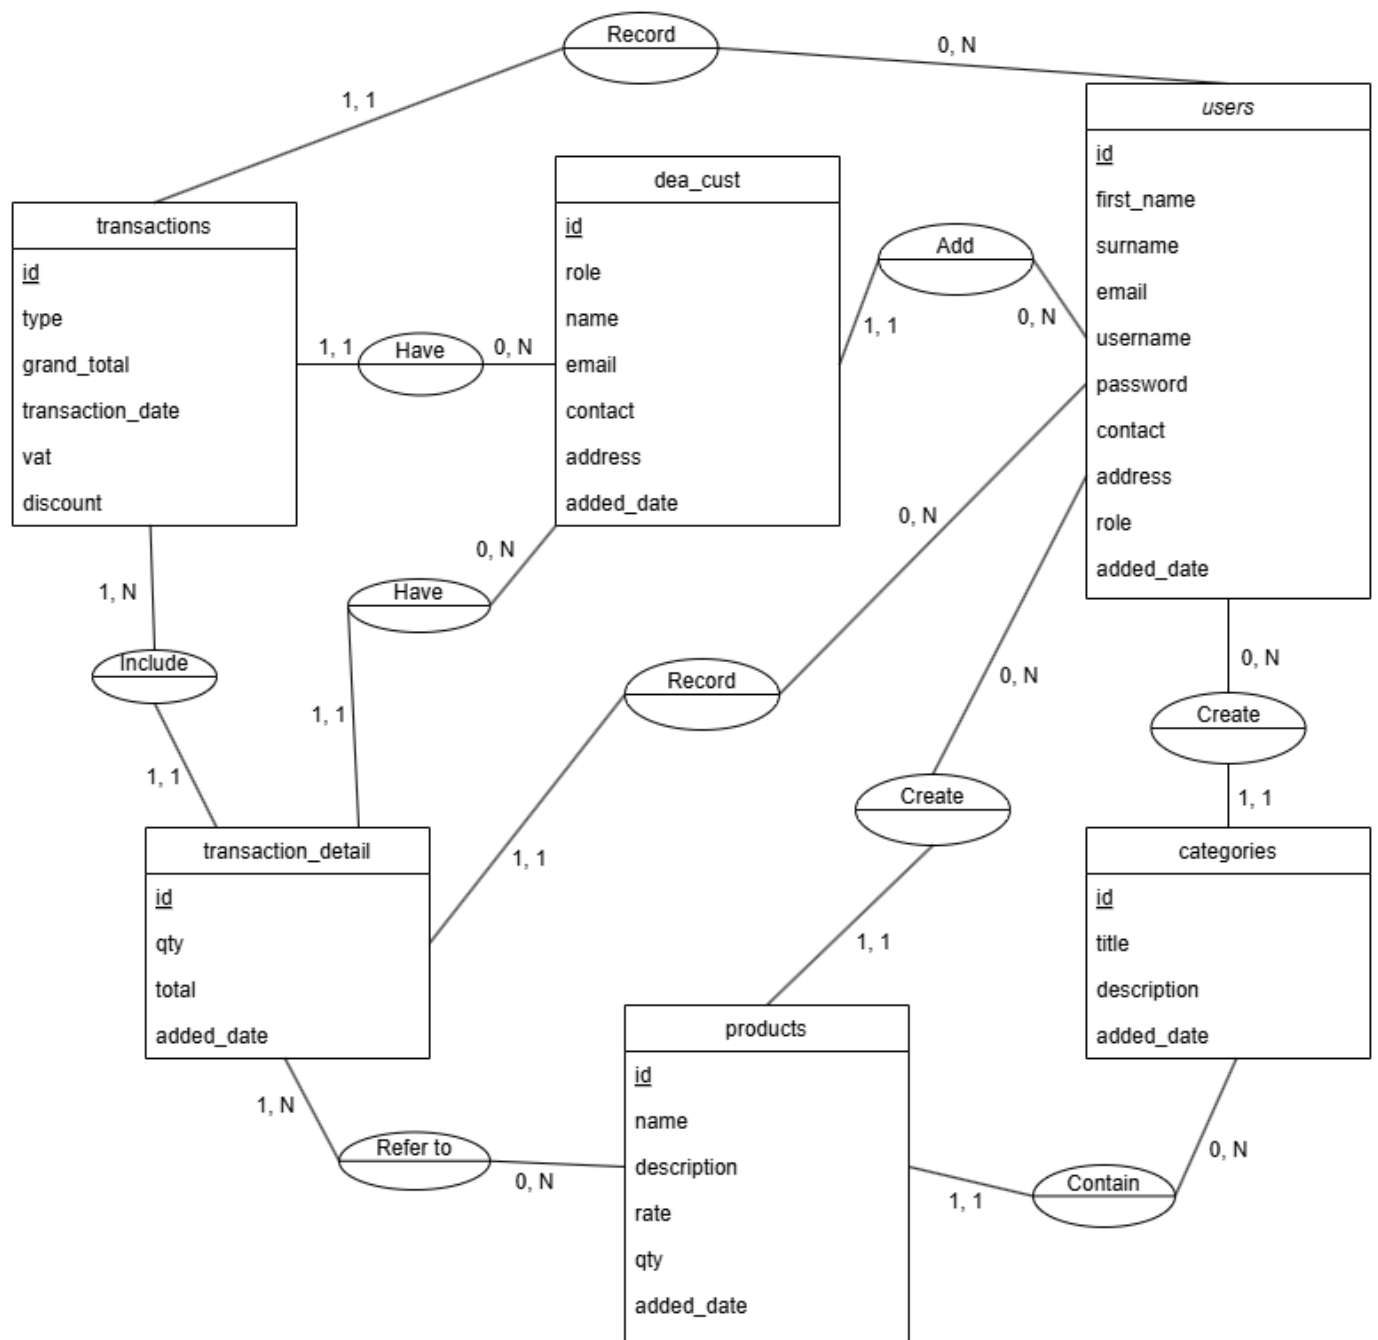 Record
0, N
1, 1
users
id
first_name
surname
email
username
password
contact
address
role
added_date
dea_cust
id
role
name
email
contact
address
added_date
transactions
id
type
grand_total
transaction_date
vat
discount
Add
1, 1
0, N
1, 1
Have
0, N
0, N
Have
1, 1
1, N
Include
1, 1
0, N
Record
1, 1
0, N
Create
1, 1
0, N
Create
1, 1
transaction_detail
id
qty
total
added_date
categories
id
title
description
added_date
products
id
name
description
rate
qty
added_date
1, N
Refer to
0, N
1, 1
Contain
0, N